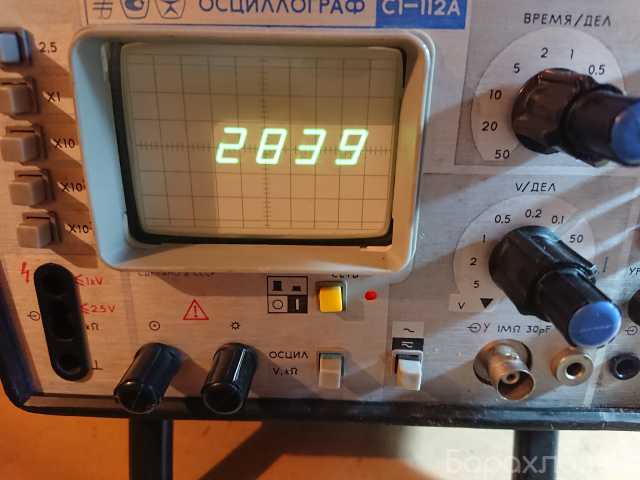 ОСЦИЛЛОГРАФ С1-112А
ВРЕМЯ/ДЕЛ
2,5
X1
X10
X10
X10
5 2 1 0.5
10
20
50
2839
V/ДЕЛ
0.5 0.2 0.1
1 50
2
5
V
СДЕЛАНО В СССР
СЕТЬ
≤1kV
≤25V
kΩ
ОСЦИЛ
V, kΩ
Y 1MΩ 30pF
Барахло